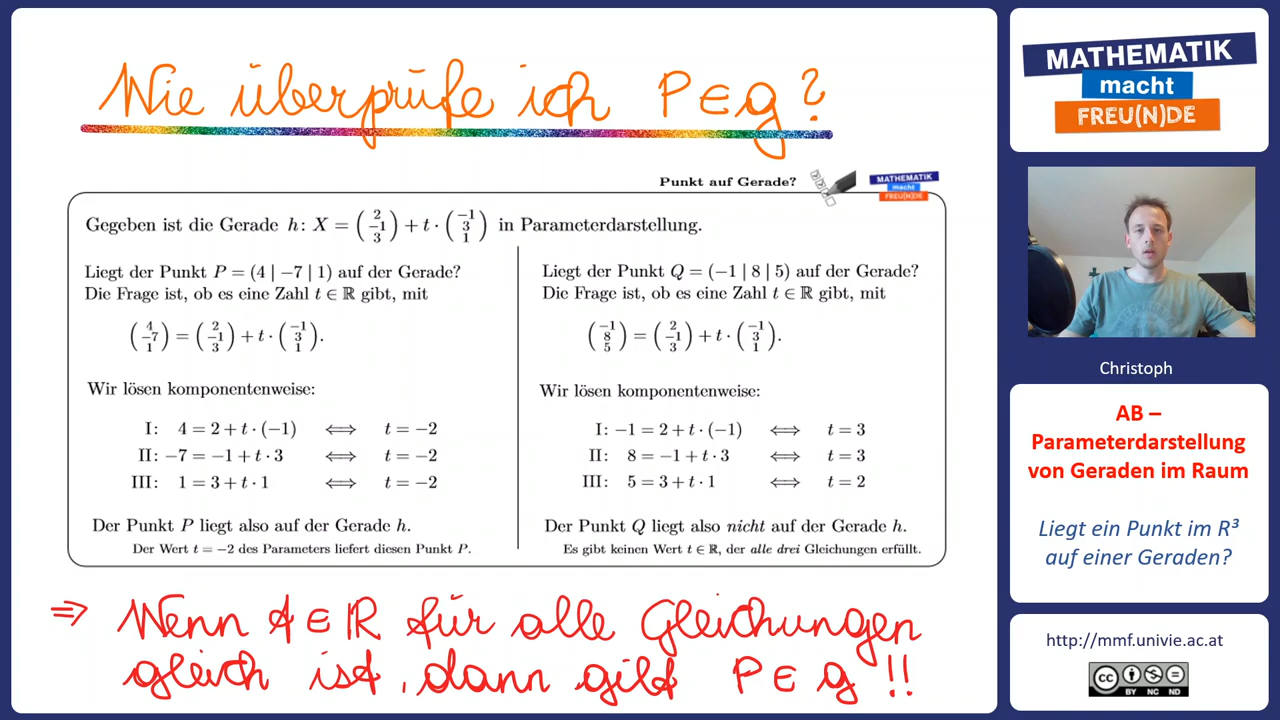 Wie überprüfe ich P ∈ g?
Punkt auf Gerade?
MATHEMATIK
macht
FREU(N)DE
Gegeben ist die Gerade h: X = (2 -1 3) + t · (-1 3 1) in Parameterdarstellung.
Liegt der Punkt P = (4 | −7 | 1) auf der Gerade?
Die Frage ist, ob es eine Zahl t ∈ ℝ gibt, mit
(4 -7 1) = (2 -1 3) + t · (-1 3 1).
Wir lösen komponentenweise:
I: 4 = 2 + t · (−1) ⟺ t = −2
II: −7 = −1 + t · 3 ⟺ t = −2
III: 1 = 3 + t · 1 ⟺ t = −2
Der Punkt P liegt also auf der Gerade h.
Der Wert t = −2 des Parameters liefert diesen Punkt P.
Liegt der Punkt Q = (−1 | 8 | 5) auf der Gerade?
Die Frage ist, ob es eine Zahl t ∈ ℝ gibt, mit
(-1 8 5) = (2 -1 3) + t · (-1 3 1).
Wir lösen komponentenweise:
I: −1 = 2 + t · (−1) ⟺ t = 3
II: 8 = −1 + t · 3 ⟺ t = 3
III: 5 = 3 + t · 1 ⟺ t = 2
Der Punkt Q liegt also nicht auf der Gerade h.
Es gibt keinen Wert t ∈ ℝ, der alle drei Gleichungen erfüllt.
⇒ Wenn t ∈ ℝ für alle Gleichungen
gleich ist, dann gilt P ∈ g !!
MATHEMATIK
macht
FREU(N)DE
Christoph
AB –
Parameterdarstellung
von Geraden im Raum
Liegt ein Punkt im R³
auf einer Geraden?
http://mmf.univie.ac.at
cc
BY NC ND